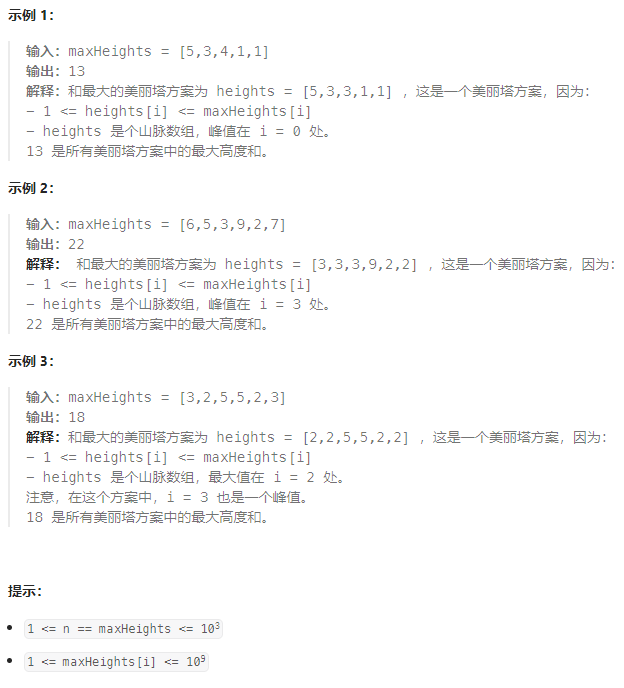 示例 1：
输入：maxHeights = [5,3,4,1,1]
输出：13
解释：和最大的美丽塔方案为 heights = [5,3,3,1,1] ，这是一个美丽塔方案，因为：
- 1 <= heights[i] <= maxHeights[i]
- heights 是个山脉数组，峰值在 i = 0 处。
13 是所有美丽塔方案中的最大高度和。
示例 2：
输入：maxHeights = [6,5,3,9,2,7]
输出：22
解释： 和最大的美丽塔方案为 heights = [3,3,3,9,2,2] ，这是一个美丽塔方案，因为：
- 1 <= heights[i] <= maxHeights[i]
- heights 是个山脉数组，峰值在 i = 3 处。
22 是所有美丽塔方案中的最大高度和。
示例 3：
输入：maxHeights = [3,2,5,5,2,3]
输出：18
解释：和最大的美丽塔方案为 heights = [2,2,5,5,2,2] ，这是一个美丽塔方案，因为：
- 1 <= heights[i] <= maxHeights[i]
- heights 是个山脉数组，最大值在 i = 2 处。
注意，在这个方案中，i = 3 也是一个峰值。
18 是所有美丽塔方案中的最大高度和。
提示：
• 1 <= n == maxHeights <= 10³
• 1 <= maxHeights[i] <= 10⁹